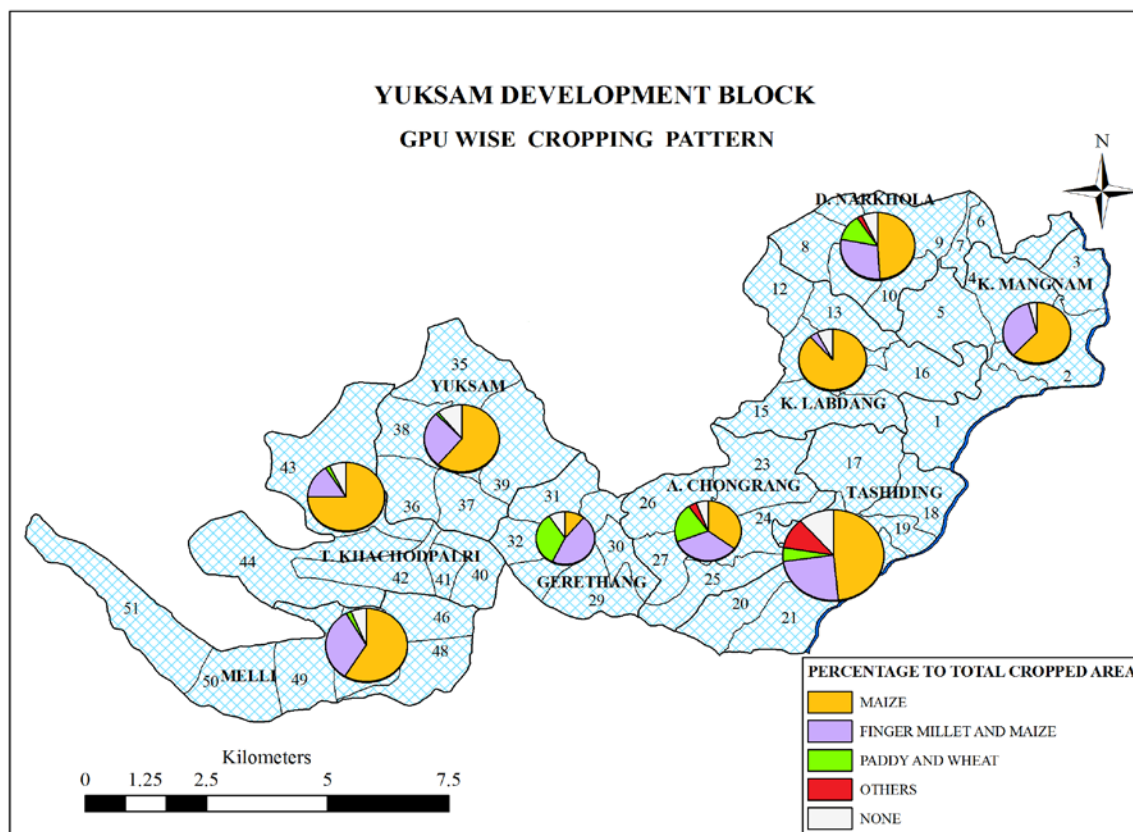 YUKSAM DEVELOPMENT BLOCK
GPU WISE CROPPING PATTERN
N
D. NARKHOLA
6
8
9
7
3
4
K. MANGNAM
12
10
13
5
2
16
K. LABDANG
15
1
35
YUKSAM
38
43
39
36
37
23
17
A. CHONGRANG
TASHIDING
31
26
24
18
19
32
30
27
GERETHANG
25
29
20
21
T. KHACHODPALRI
44
42
41
40
51
46
48
50
MELLI
49
PERCENTAGE TO TOTAL CROPPED AREA
MAIZE
FINGER MILLET AND MAIZE
PADDY AND WHEAT
OTHERS
NONE
Kilometers
0 1.25 2.5 5 7.5